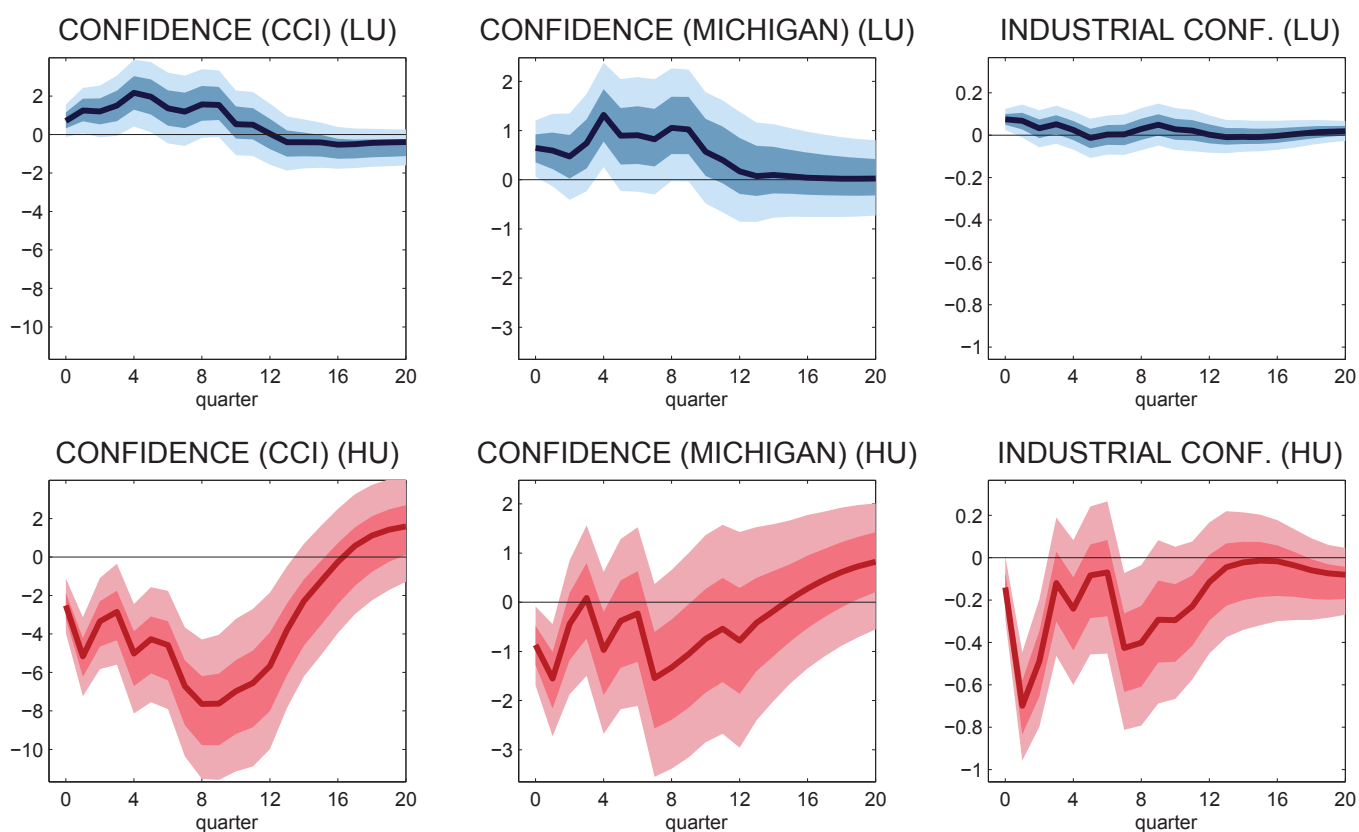 CONFIDENCE (CCI) (LU)
2
0
−2
−4
−6
−8
−10
0 4 8 12 16 20
quarter
CONFIDENCE (MICHIGAN) (LU)
2
1
0
−1
−2
−3
0 4 8 12 16 20
quarter
INDUSTRIAL CONF. (LU)
0.2
0
−0.2
−0.4
−0.6
−0.8
−1
0 4 8 12 16 20
quarter
CONFIDENCE (CCI) (HU)
2
0
−2
−4
−6
−8
−10
0 4 8 12 16 20
quarter
CONFIDENCE (MICHIGAN) (HU)
2
1
0
−1
−2
−3
0 4 8 12 16 20
quarter
INDUSTRIAL CONF. (HU)
0.2
0
−0.2
−0.4
−0.6
−0.8
−1
0 4 8 12 16 20
quarter